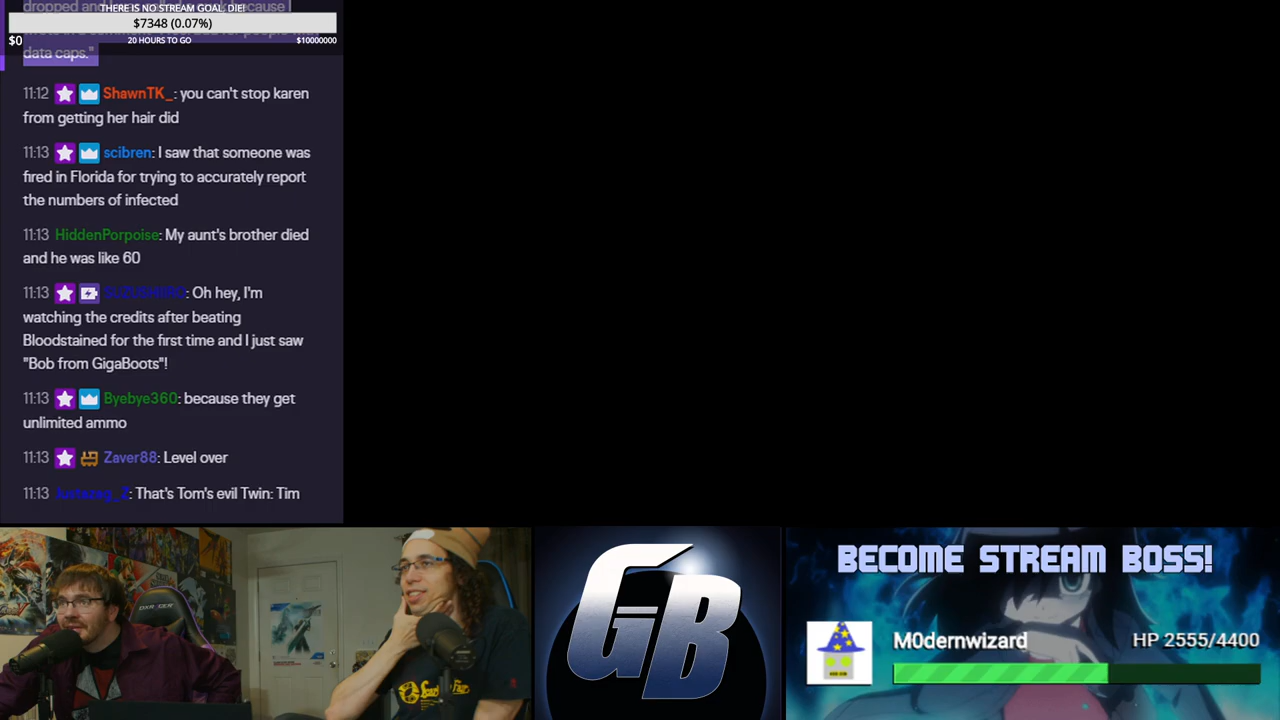 dropped and
because I
THERE IS NO STREAM GOAL, DIE!
$7348 (0.07%)
$0
20 HOURS TO GO
$10000000
data caps."
11:12 ShawnTK_: you can't stop karen
from getting her hair did
11:13 scibren: I saw that someone was
fired in Florida for trying to accurately report
the numbers of infected
11:13 HiddenPorpoise: My aunt's brother died
and he was like 60
11:13 : Oh hey, I'm
watching the credits after beating
Bloodstained for the first time and I just saw
"Bob from GigaBoots"!
11:13 Byebye360: because they get
unlimited ammo
11:13 Zaver88: Level over
11:13 : That's Tom's evil Twin: Tim
DXRACER
GB
BECOME STREAM BOSS!
M0dernwizard
HP 2555/4400